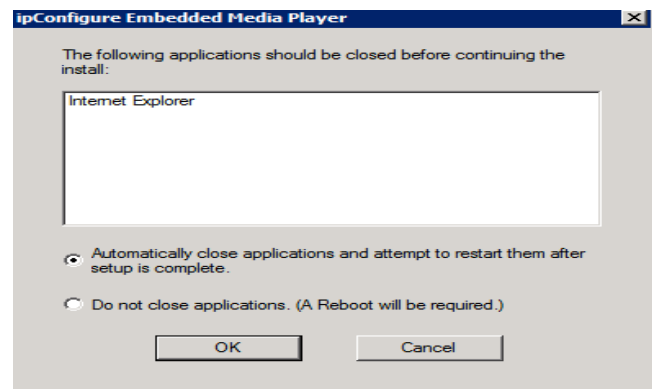 ipConfigure Embedded Media Player
The following applications should be closed before continuing the
install:
Internet Explorer
Automatically close applications and attempt to restart them after
setup is complete.
Do not close applications. (A Reboot will be required.)
OK
Cancel